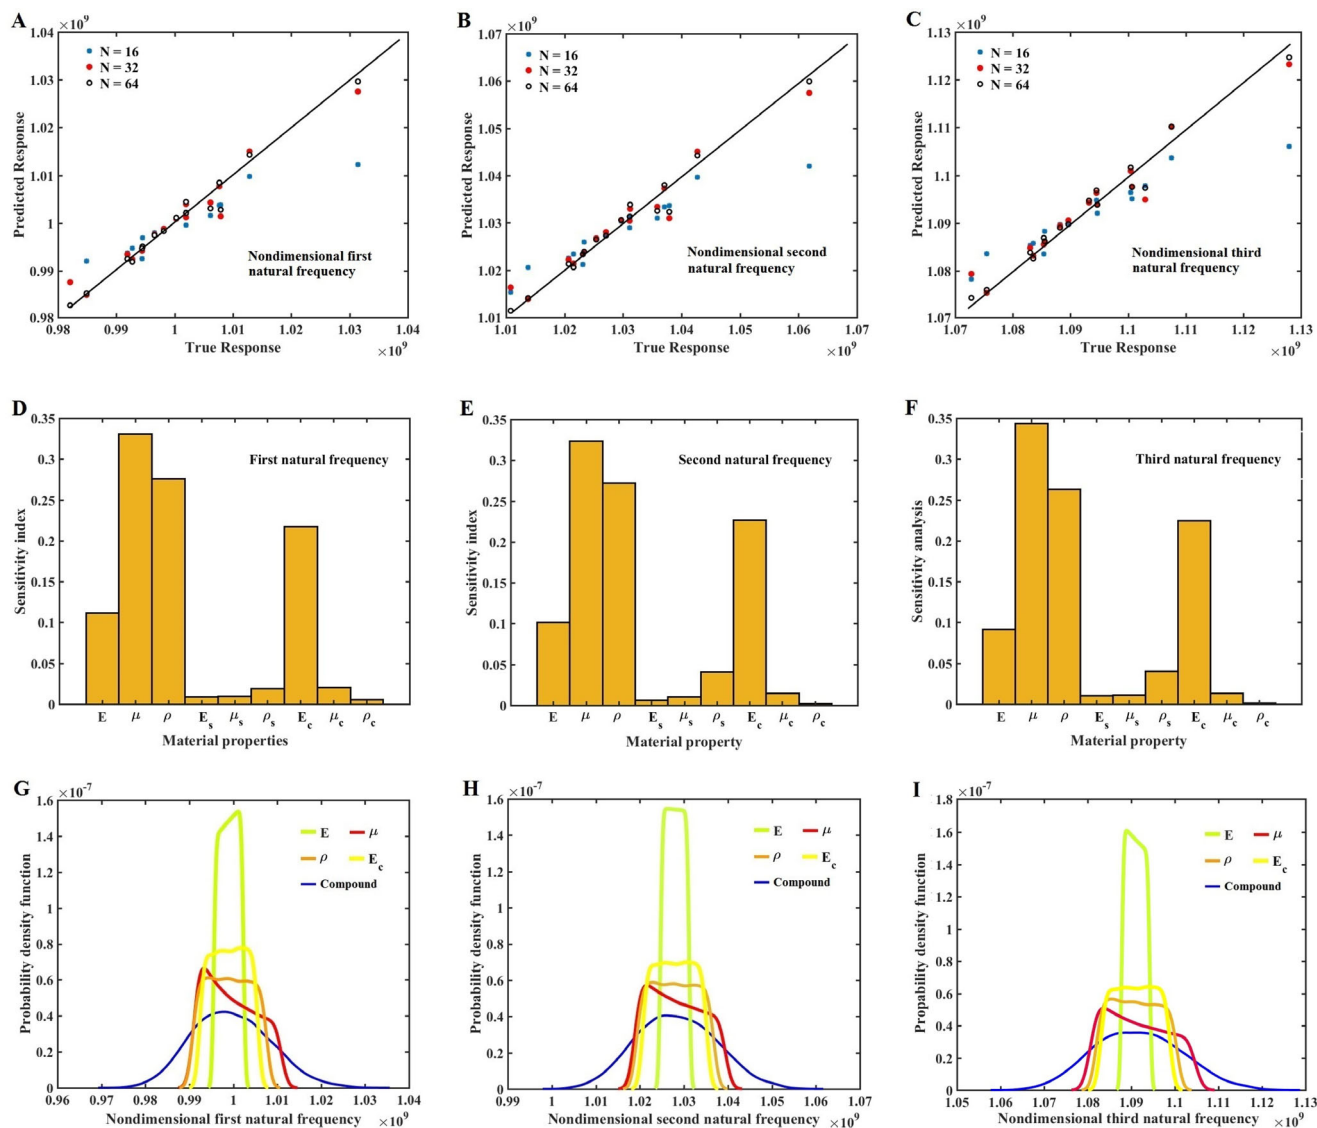 A
×10⁹
1.04
1.03
1.02
1.01
1
0.99
0.98
Predicted Response
N = 16
N = 32
N = 64
Nondimensional first
natural frequency
0.98 0.99 1 1.01 1.02 1.03 1.04
True Response ×10⁹
B
×10⁹
1.07
1.06
1.05
1.04
1.03
1.02
1.01
Predicted Response
N = 16
N = 32
N = 64
Nondimensional second
natural frequency
1.01 1.02 1.03 1.04 1.05 1.06 1.07
True Response ×10⁹
C
×10⁹
1.13
1.12
1.11
1.1
1.09
1.08
1.07
Predicted Response
N = 16
N = 32
N = 64
Nondimensional third
natural frequency
1.07 1.08 1.09 1.1 1.11 1.12 1.13
True Response ×10⁹
D
0.35
0.3
0.25
0.2
0.15
0.1
0.05
0
Sensitivity index
First natural frequency
E μ ρ Eₛ μₛ ρₛ E_c μ_c ρ_c
Material properties
E
0.35
0.3
0.25
0.2
0.15
0.1
0.05
0
Sensitivity index
Second natural frequency
E μ ρ Eₛ μₛ ρₛ E_c μ_c ρ_c
Material property
F
0.35
0.3
0.25
0.2
0.15
0.1
0.05
0
Sensitivity analysis
Third natural frequency
E μ ρ Eₛ μₛ ρₛ E_c μ_c ρ_c
Material property
G
×10⁻⁷
1.6
1.4
1.2
1
0.8
0.6
0.4
0.2
0
Probability density function
E μ
ρ E_c
Compound
0.96 0.97 0.98 0.99 1 1.01 1.02 1.03 1.04
Nondimensional first natural frequency ×10⁹
H
×10⁻⁷
1.6
1.4
1.2
1
0.8
0.6
0.4
0.2
0
Probability density function
E μ
ρ E_c
Compound
0.99 1 1.01 1.02 1.03 1.04 1.05 1.06 1.07
Nondimensional second natural frequency ×10⁹
I
×10⁻⁷
1.8
1.6
1.4
1.2
1
0.8
0.6
0.4
0.2
0
Probability density function
E μ
ρ E_c
Compound
1.05 1.06 1.07 1.08 1.09 1.1 1.11 1.12 1.13
Nondimensional third natural frequency ×10⁹